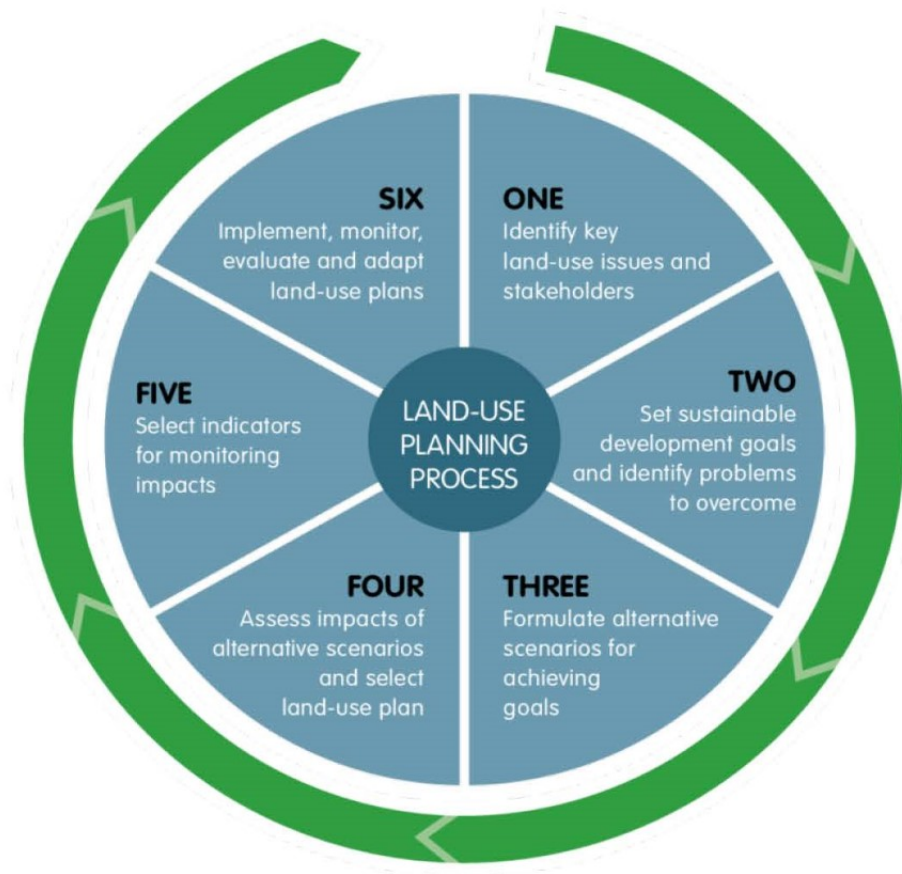 LAND-USE
PLANNING
PROCESS
ONE
Identify key
land-use issues and
stakeholders
TWO
Set sustainable
development goals
and identify problems
to overcome
THREE
Formulate alternative
scenarios for
achieving
goals
FOUR
Assess impacts of
alternative scenarios
and select
land-use plan
FIVE
Select indicators
for monitoring
impacts
SIX
Implement, monitor,
evaluate and adapt
land-use plans